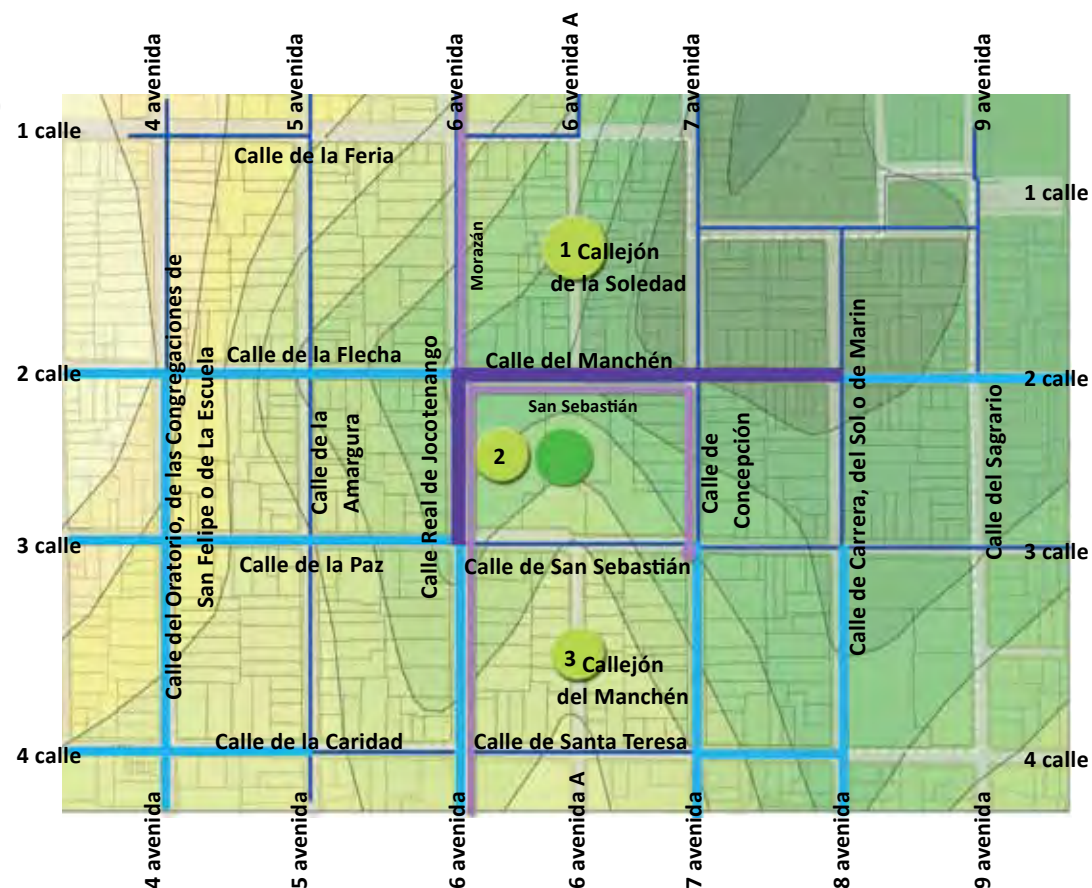 4 avenida
5 avenida
6 avenida
6 avenida A
7 avenida
9 avenida
1 calle
Calle de la Feria
1 calle
Morazán
1 Callejón
de la Soledad
Calle de la Flecha
Calle del Manchén
2 calle
2 calle
San Sebastián
2
Calle del Oratorio, de las Congregaciones de
San Felipe o de La Escuela
Calle de la
Amargura
Calle Real de Jocotenango
Calle de
Concepción
Calle de Carrera, del Sol o de Marin
Calle del Sagrario
3 calle
Calle de la Paz
Calle de San Sebastián
3 calle
3 Callejón
del Manchén
4 calle
Calle de la Caridad
Calle de Santa Teresa
4 calle
4 avenida
5 avenida
6 avenida
6 avenida A
7 avenida
8 avenida
9 avenida